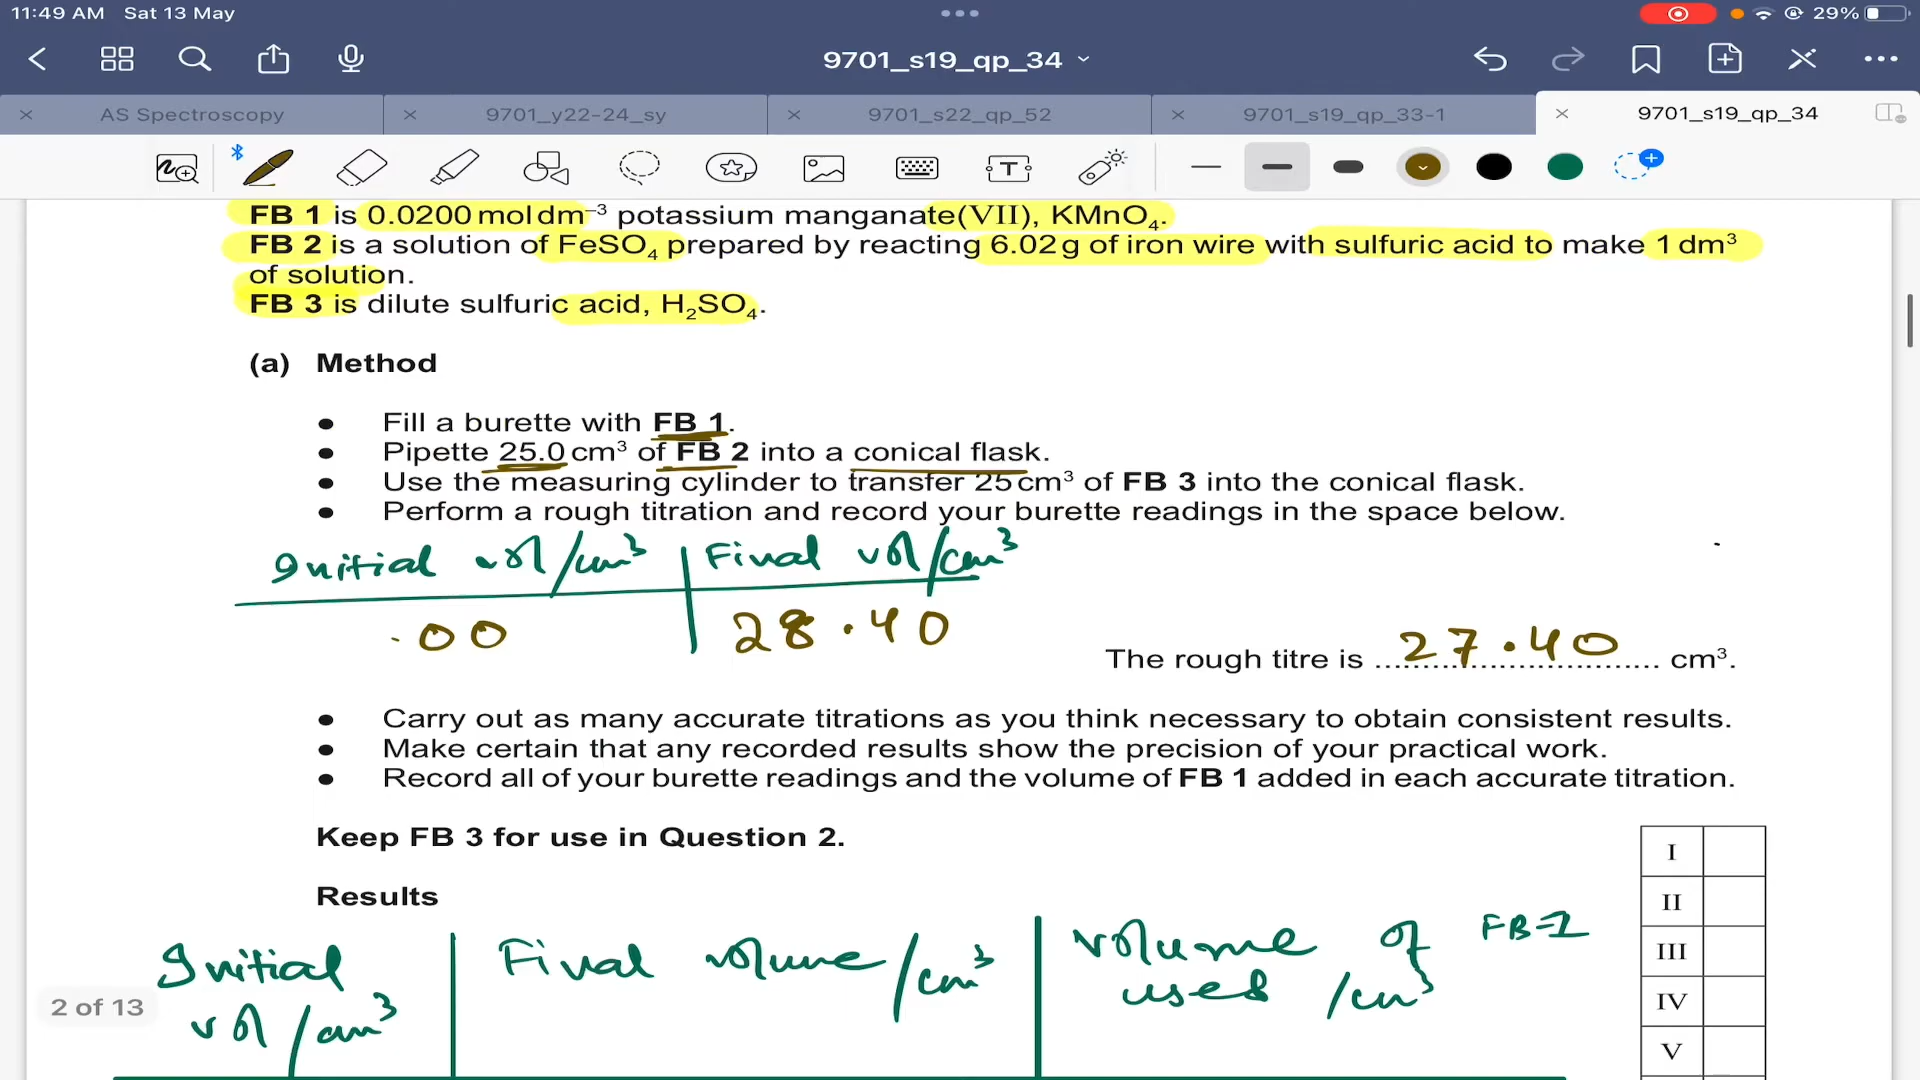 11:49 AM Sat 13 May
29%
9701_s19_qp_34
AS Spectroscopy
9701_y22-24_sy
9701_s22_qp_52
9701_s19_qp_33-1
9701_s19_qp_34
FB 1 is 0.0200 mol dm⁻³ potassium manganate(VII), KMnO₄.
FB 2 is a solution of FeSO₄ prepared by reacting 6.02 g of iron wire with sulfuric acid to make 1 dm³
of solution.
FB 3 is dilute sulfuric acid, H₂SO₄.
(a) Method
• Fill a burette with FB 1.
• Pipette 25.0 cm³ of FB 2 into a conical flask.
• Use the measuring cylinder to transfer 25 cm³ of FB 3 into the conical flask.
• Perform a rough titration and record your burette readings in the space below.
Initial vol/cm³ Final vol/cm³
.00 28.40
The rough titre is 27.40 cm³.
• Carry out as many accurate titrations as you think necessary to obtain consistent results.
• Make certain that any recorded results show the precision of your practical work.
• Record all of your burette readings and the volume of FB 1 added in each accurate titration.
Keep FB 3 for use in Question 2.
Results
Initial vol/cm³
Final volume/cm³
volume of FB-1 used /cm³
I
II
III
IV
V
2 of 13